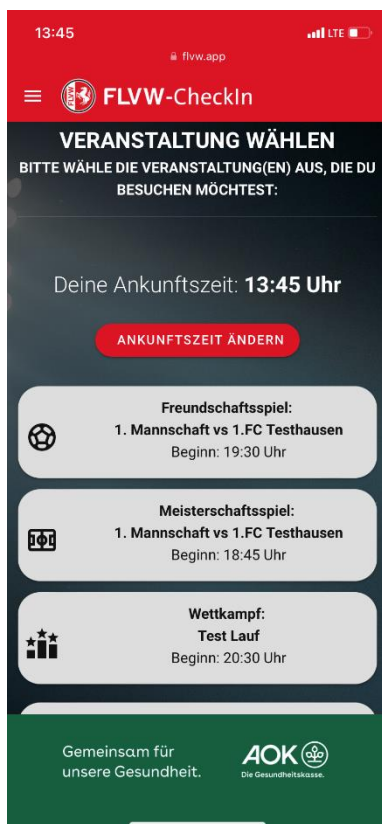 13:45
LTE
flvw.app
FLVW
FLVW-CheckIn
VERANSTALTUNG WÄHLEN
BITTE WÄHLE DIE VERANSTALTUNG(EN) AUS, DIE DU
BESUCHEN MÖCHTEST:
Deine Ankunftszeit: 13:45 Uhr
ANKUNFTSZEIT ÄNDERN
Freundschaftsspiel:
1. Mannschaft vs 1.FC Testhausen
Beginn: 19:30 Uhr
Meisterschaftsspiel:
1. Mannschaft vs 1.FC Testhausen
Beginn: 18:45 Uhr
Wettkampf:
Test Lauf
Beginn: 20:30 Uhr
Gemeinsam für
unsere Gesundheit.
AOK
Die Gesundheitskasse.